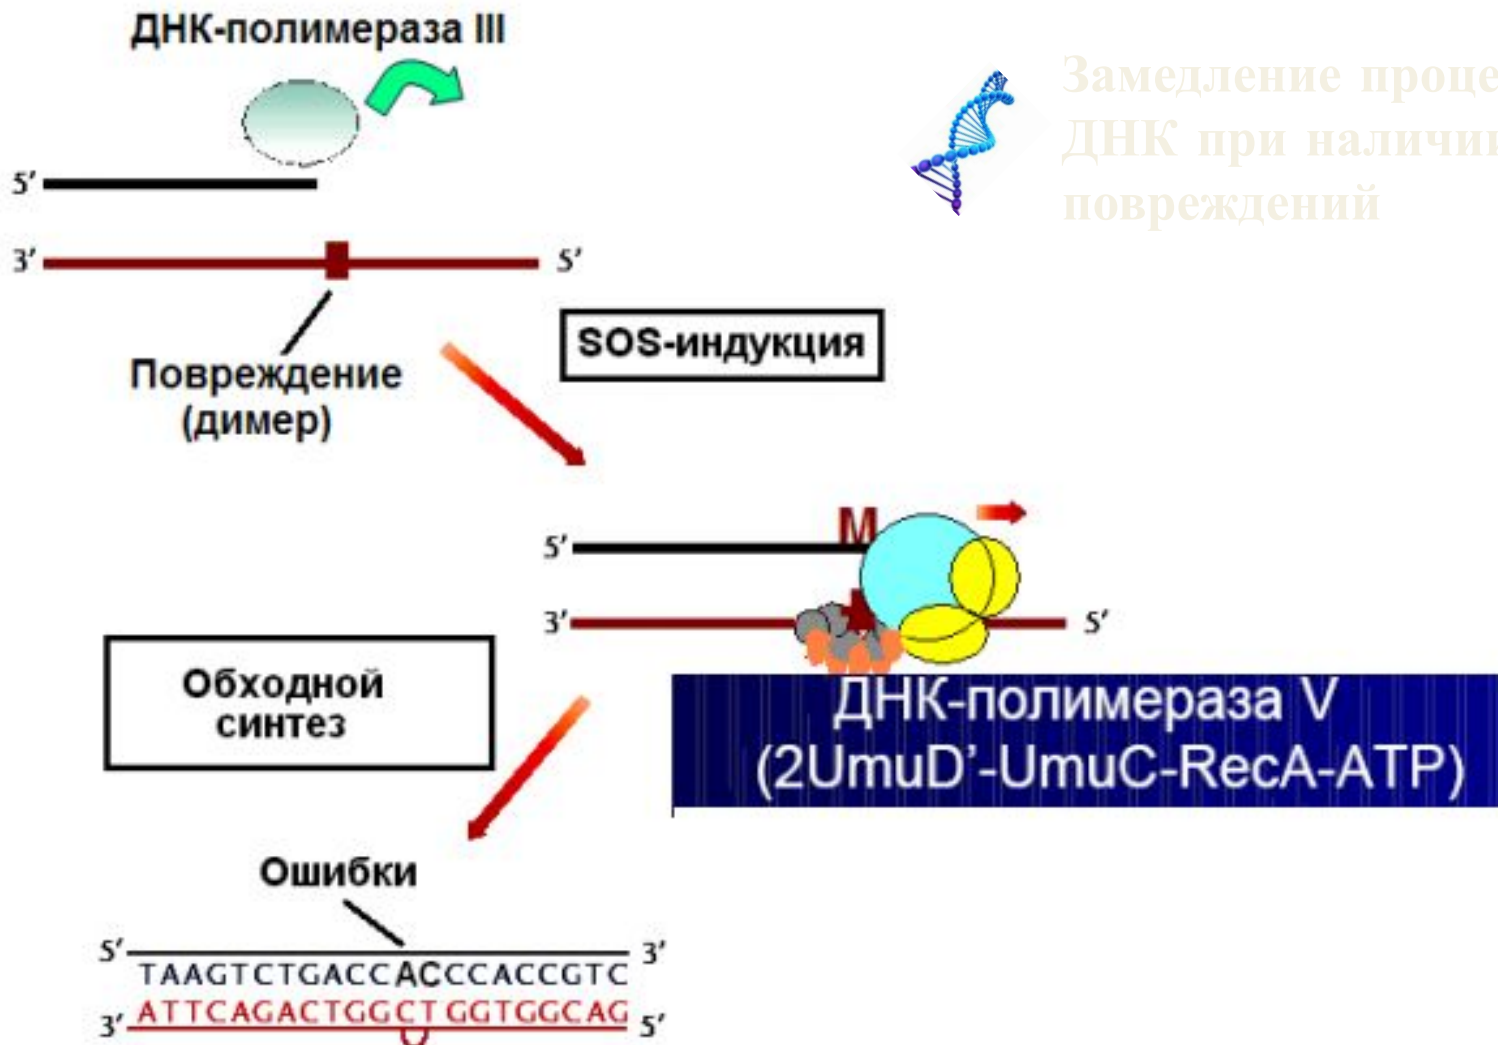 ДНК-полимераза III
Замедление проце
ДНК при наличии
повреждений
5′
3′
5′
Повреждение
(димер)
SOS-индукция
M
5′
3′
5′
Обходной
синтез
ДНК-полимераза V
(2UmuD’-UmuC-RecA-ATP)
Ошибки
5′
3′
TAAGTCTGACCACCCACCGTC
ATTCAGACTGGCTGGTGGCAG
3′
5′